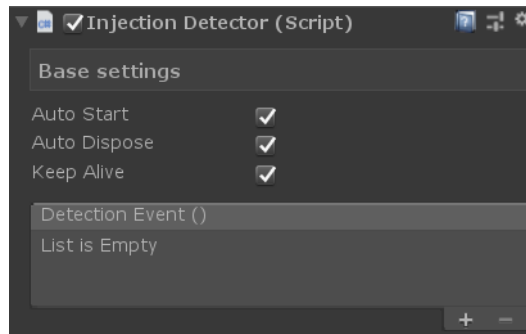 Injection Detector (Script)
Base settings
Auto Start
Auto Dispose
Keep Alive
Detection Event ()
List is Empty